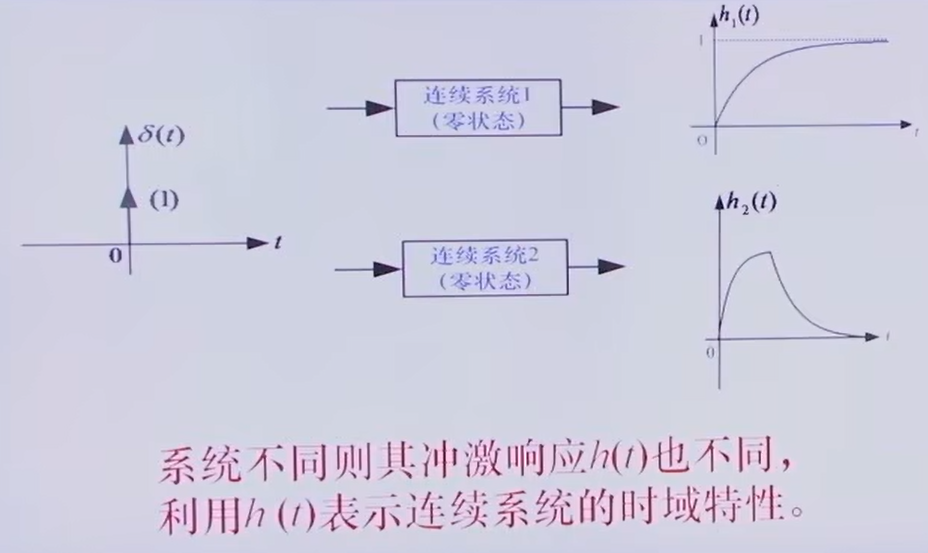 δ(t)
(1)
0
t
连续系统1
(零状态)
h₁(t)
1
O
t
连续系统2
(零状态)
h₂(t)
0
t
系统不同则其冲激响应h(t)也不同，
利用h (t)表示连续系统的时域特性。